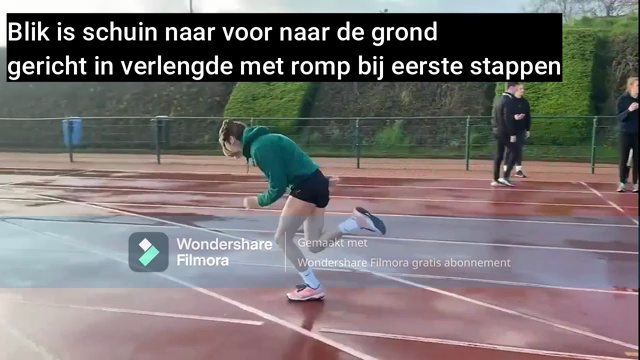 Blik is schuin naar voor naar de grond
gericht in verlengde met romp bij eerste stappen
Wondershare
Filmora
Gemaakt met
Wondershare Filmora gratis abonnement